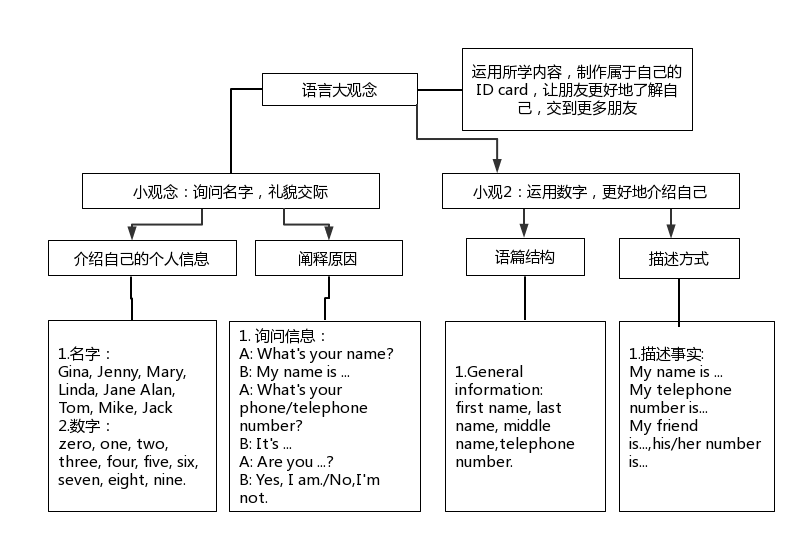 语言大观念
运用所学内容，制作属于自己的
ID card，让朋友更好地了解自
己，交到更多朋友
小观念：询问名字，礼貌交际
小观2：运用数字，更好地介绍自己
介绍自己的个人信息
阐释原因
语篇结构
描述方式
1.名字：
Gina, Jenny, Mary,
Linda, Jane Alan,
Tom, Mike, Jack
2.数字：
zero, one, two,
three, four, five, six,
seven, eight, nine.
1. 询问信息：
A: What's your name?
B: My name is ...
A: What's your
phone/telephone
number?
B: It's ...
A: Are you ...?
B: Yes, I am./No,I'm
not.
1.General
information:
first name, last
name, middle
name,telephone
number.
1.描述事实:
My name is ...
My telephone
number is...
My friend
is...,his/her number
is...